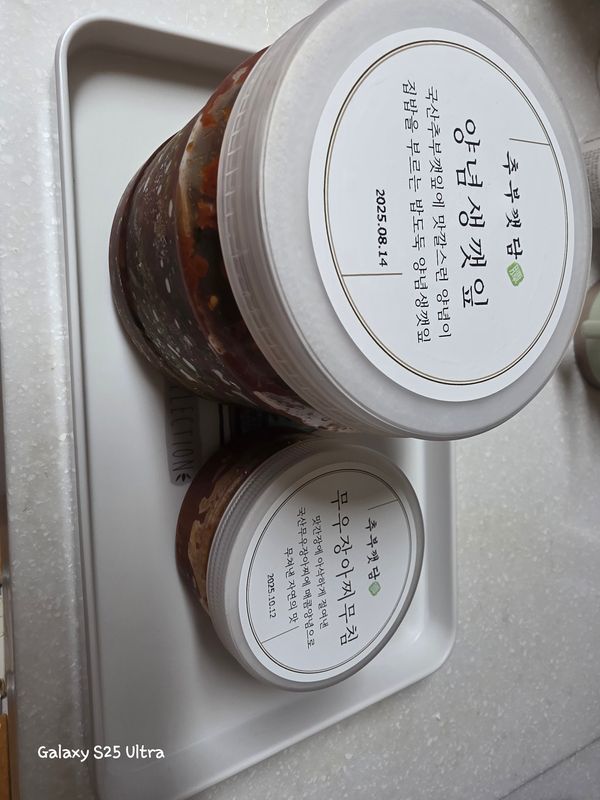 추부깻담
양념생깻잎
국산추부깻잎에 맛깔스런 양념이
집밥을 부르는 밥도둑 양념생깻잎
2025.08.14
추부깻담
무우장아찌무침
맛간장에 아삭하게 절여낸
국산무우장아찌에 매콤양념으로
무쳐낸 자연의 맛
2025.10.12
LECTION
Galaxy S25 Ultra